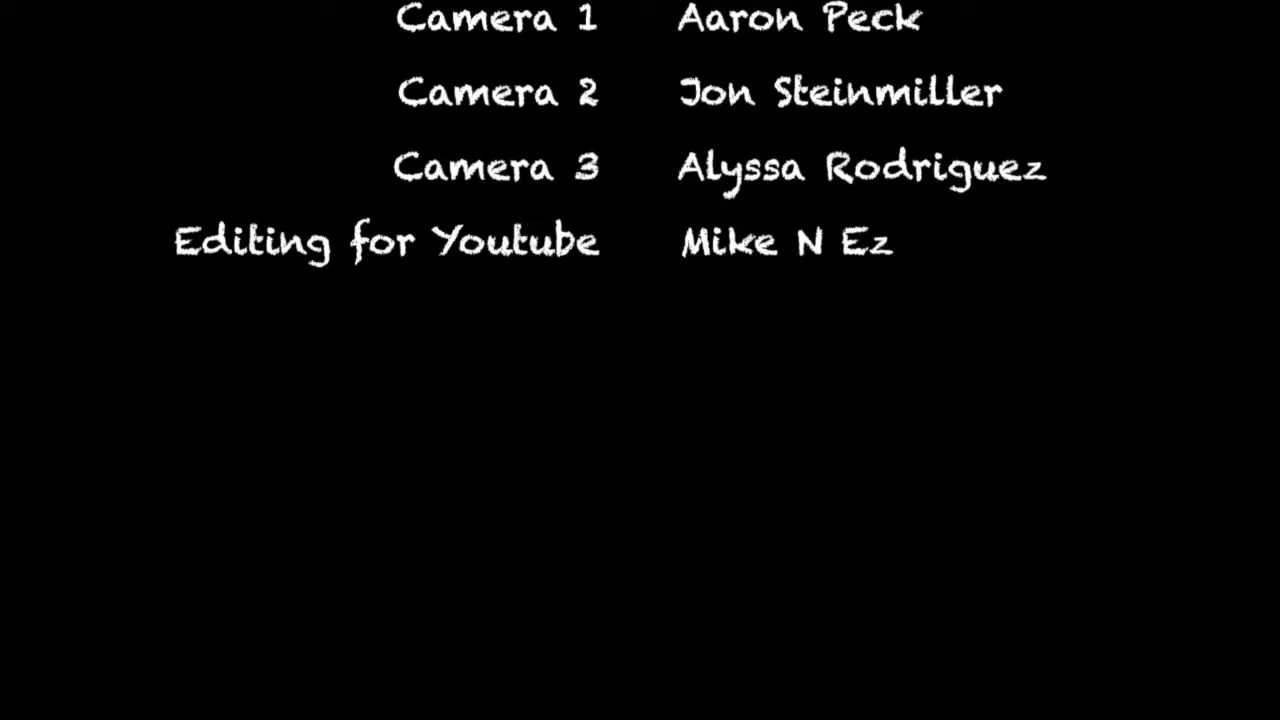 Camera 1 Aaron Peck
Camera 2 Jon Steinmiller
Camera 3 Alyssa Rodriguez
Editing for Youtube Mike N Ez